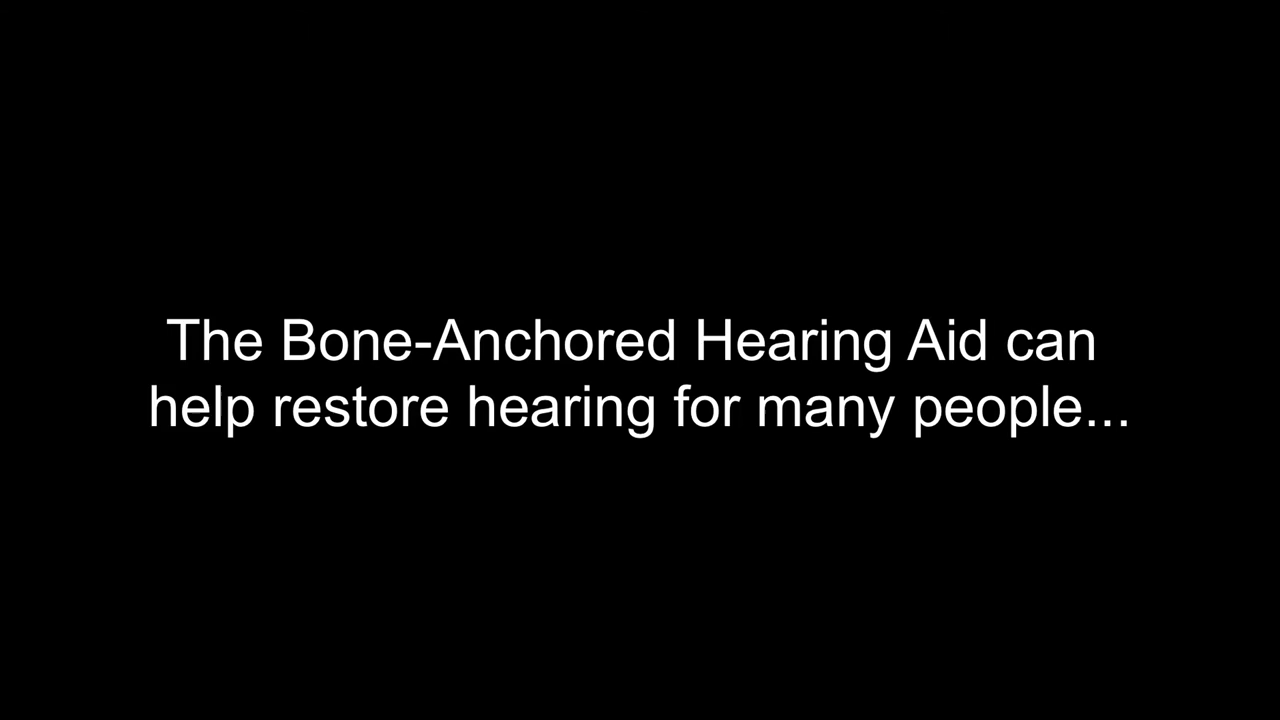 The Bone-Anchored Hearing Aid can
help restore hearing for many people...